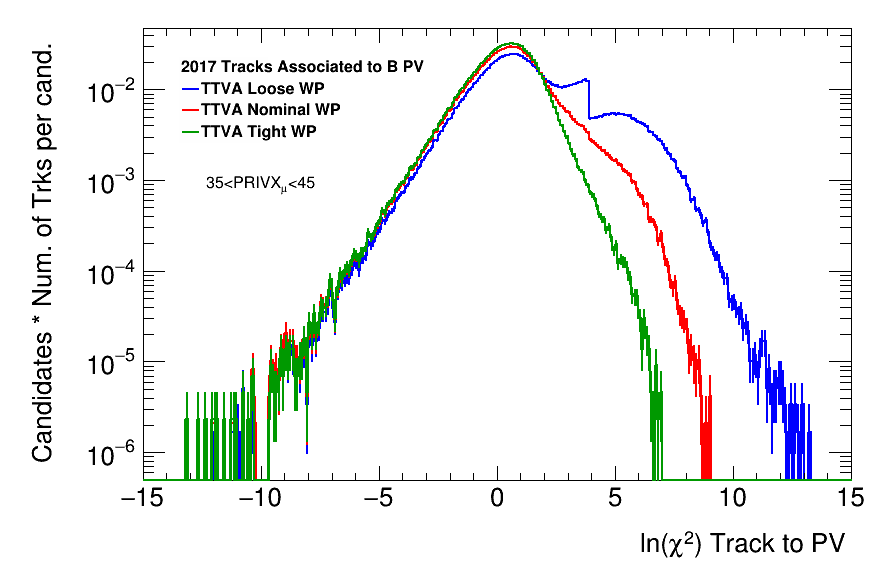 Candidates * Num. of Trks per cand.
2017 Tracks Associated to B PV
TTVA Loose WP
TTVA Nominal WP
TTVA Tight WP
35<PRIVX_μ<45
10⁻²
10⁻³
10⁻⁴
10⁻⁵
10⁻⁶
−15 −10 −5 0 5 10 15
ln(χ²) Track to PV